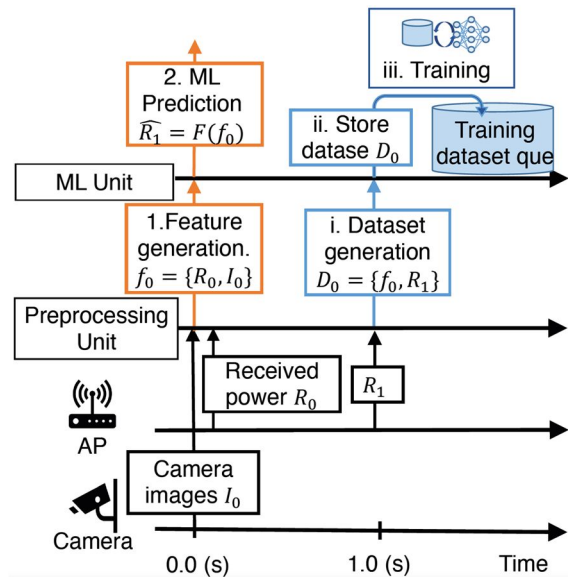 iii. Training
2. ML
Prediction
$\widehat{R_1} = F(f_0)$
ii. Store
datase $D_0$
Training
dataset que
ML Unit
1.Feature
generation.
$f_0 = \{R_0, I_0\}$
i. Dataset
generation
$D_0 = \{f_0, R_1\}$
Preprocessing
Unit
Received
power $R_0$
$R_1$
AP
Camera
images $I_0$
Camera
0.0 (s)
1.0 (s)
Time